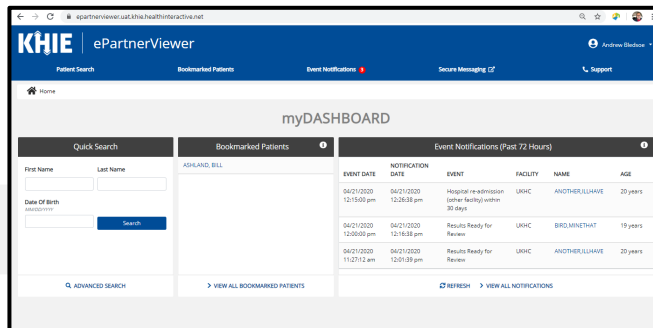 epartnerviewer.uat.khie.healthinteractive.net
KHIE ePartnerViewer
Andrew Bledsoe
Patient Search Bookmarked Patients Event Notifications Secure Messaging Support
Home
myDASHBOARD
Quick Search
First Name Last Name
Date Of Birth
MM/DD/YYYY
Search
ADVANCED SEARCH
Bookmarked Patients
ASHLAND, BILL
VIEW ALL BOOKMARKED PATIENTS
Event Notifications (Past 72 Hours)
EVENT DATE NOTIFICATION DATE EVENT FACILITY NAME AGE
04/21/2020 04/21/2020 Hospital re-admission UKHC ANOTHER,ILLHAVE 20 years
12:15:00 pm 12:26:38 pm (other facility) within
30 days
04/21/2020 04/21/2020 Results Ready for UKHC BIRD,MINETHAT 19 years
12:00:00 pm 12:16:38 pm Review
04/21/2020 04/21/2020 Results Ready for UKHC ANOTHER,ILLHAVE 20 years
11:27:12 am 12:01:39 pm Review
REFRESH VIEW ALL NOTIFICATIONS